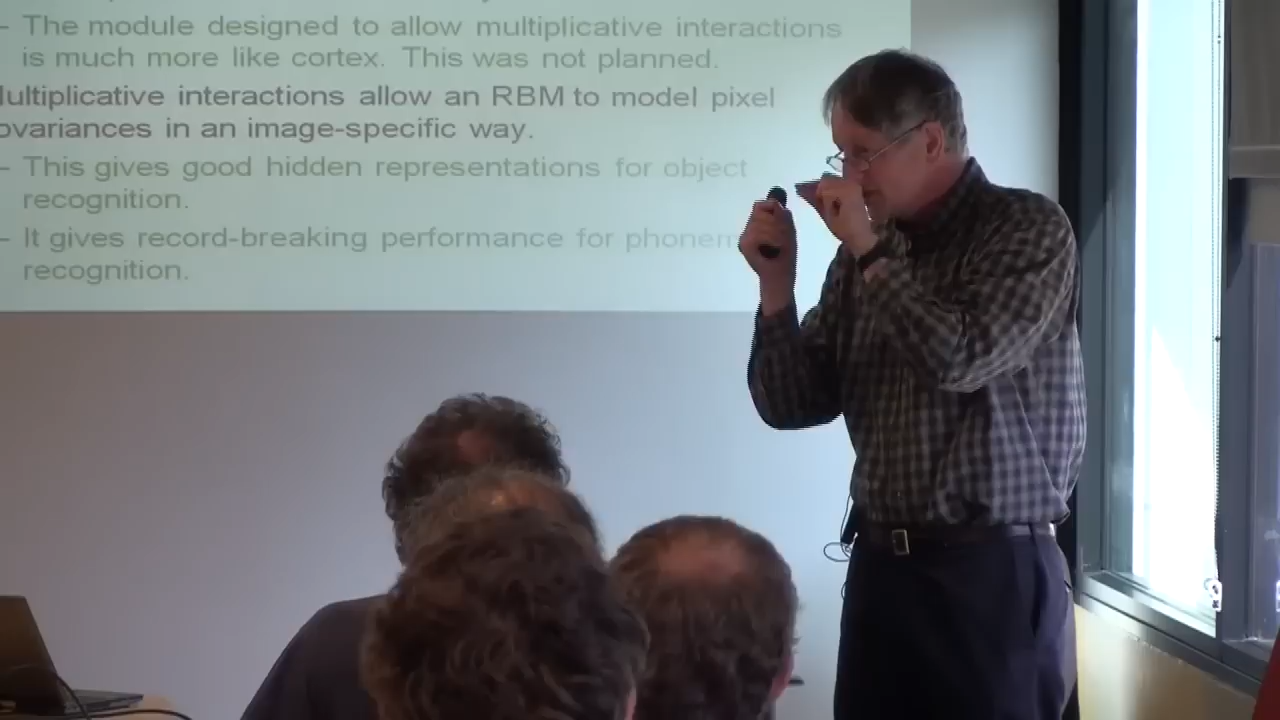 - The module designed to allow multiplicative interactions
is much more like cortex. This was not planned.
ultiplicative interactions allow an RBM to model pixel
ovariances in an image-specific way.
- This gives good hidden representations for object
recognition.
- It gives record-breaking performance for phonem
recognition.